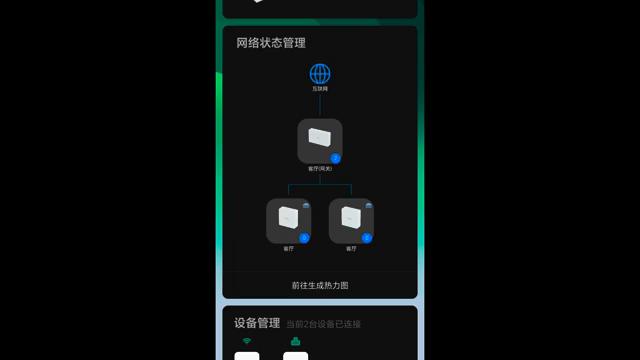 网络状态管理
互联网
客厅(网关)
客厅
客厅
前往生成热力图
设备管理 当前2台设备已连接